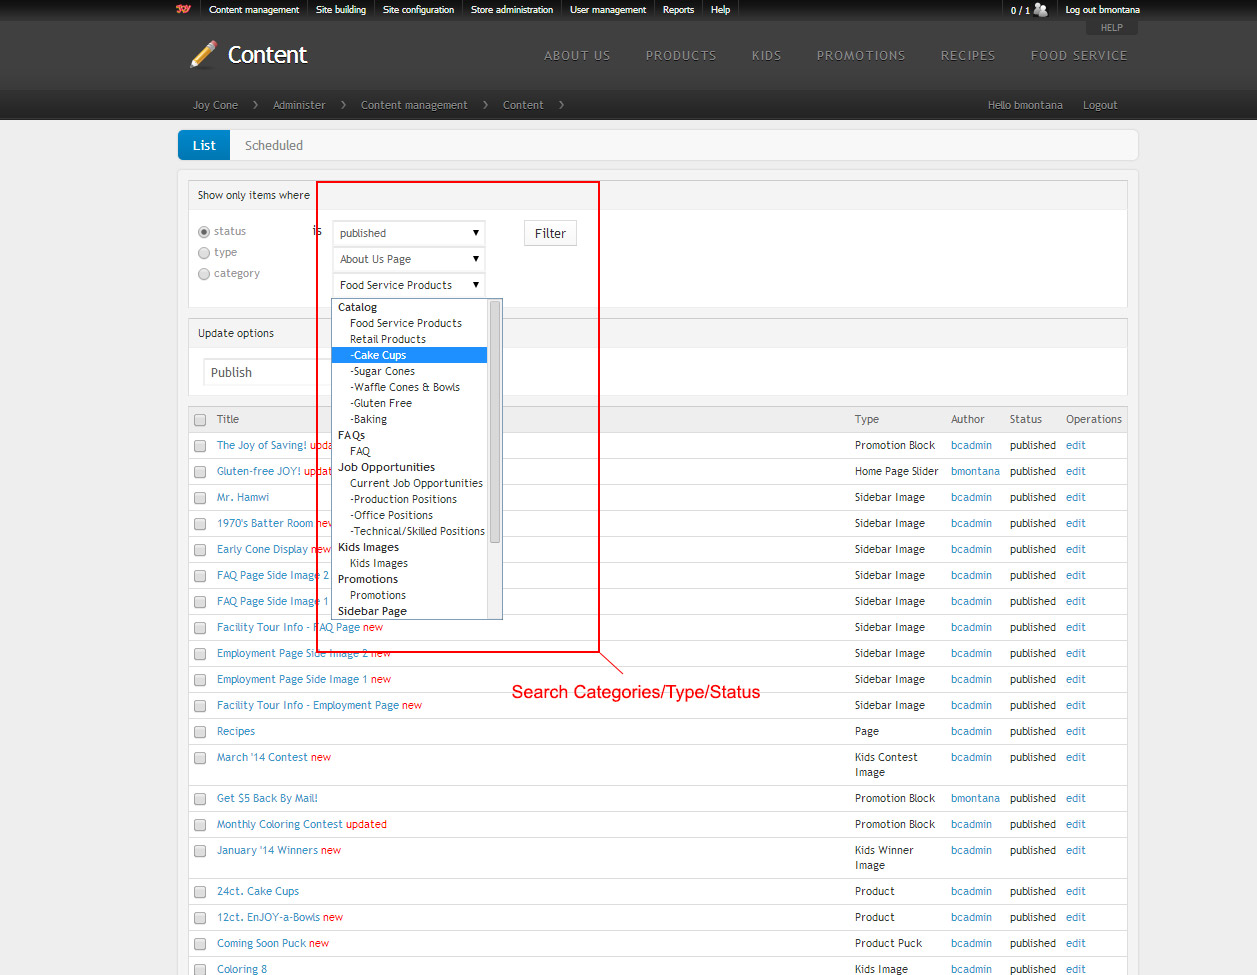 Content management Site building Site configuration Store administration User management Reports Help 0 / 1 Log out bmontana
HELP
Content ABOUT US PRODUCTS KIDS PROMOTIONS RECIPES FOOD SERVICE
Joy Cone > Administer > Content management > Content > Hello bmontana Logout
List Scheduled
Show only items where
status is published Filter
type About Us Page
category Food Service Products
Catalog
Food Service Products
Update options Retail Products
-Cake Cups
Publish -Sugar Cones
-Waffle Cones & Bowls
-Gluten Free
-Baking
FAQs
FAQ
Job Opportunities
Current Job Opportunities
-Production Positions
-Office Positions
-Technical/Skilled Positions
Kids Images
Kids Images
Promotions
Promotions
Sidebar Page
Title Type Author Status Operations
The Joy of Saving! upda Promotion Block bcadmin published edit
Gluten-free JOY! updat Home Page Slider bmontana published edit
Mr. Hamwi Sidebar Image bcadmin published edit
1970's Batter Room new Sidebar Image bcadmin published edit
Early Cone Display new Sidebar Image bcadmin published edit
FAQ Page Side Image 2 Sidebar Image bcadmin published edit
FAQ Page Side Image 1 Sidebar Image bcadmin published edit
Facility Tour Info - FAQ Page new Sidebar Image bcadmin published edit
Employment Page Side Image 2 new Sidebar Image bcadmin published edit
Employment Page Side Image 1 new Sidebar Image bcadmin published edit
Search Categories/Type/Status
Facility Tour Info - Employment Page new Sidebar Image bcadmin published edit
Recipes Page bcadmin published edit
March '14 Contest new Kids Contest Image bcadmin published edit
Get $5 Back By Mail! Promotion Block bmontana published edit
Monthly Coloring Contest updated Promotion Block bcadmin published edit
January '14 Winners new Kids Winner Image bcadmin published edit
24ct. Cake Cups Product bcadmin published edit
12ct. EnJOY-a-Bowls new Product bcadmin published edit
Coming Soon Puck new Product Puck bcadmin published edit
Coloring 8 Kids Image bcadmin published edit